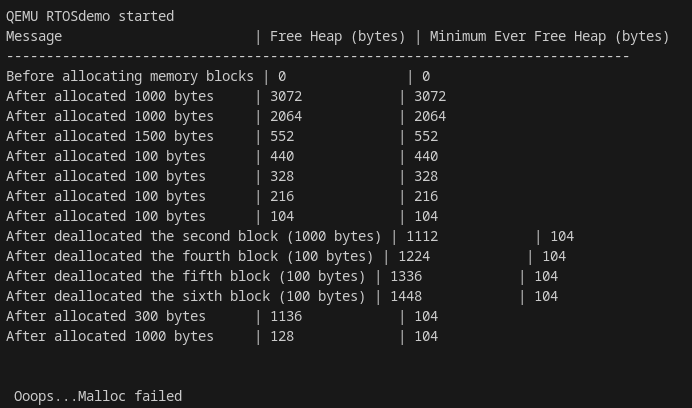 QEMU RTOSdemo started
Message | Free Heap (bytes) | Minimum Ever Free Heap (bytes)
------------------------------------------------------------------------------
Before allocating memory blocks | 0 | 0
After allocated 1000 bytes | 3072 | 3072
After allocated 1000 bytes | 2064 | 2064
After allocated 1500 bytes | 552 | 552
After allocated 100 bytes | 440 | 440
After allocated 100 bytes | 328 | 328
After allocated 100 bytes | 216 | 216
After allocated 100 bytes | 104 | 104
After deallocated the second block (1000 bytes) | 1112 | 104
After deallocated the fourth block (100 bytes) | 1224 | 104
After deallocated the fifth block (100 bytes) | 1336 | 104
After deallocated the sixth block (100 bytes) | 1448 | 104
After allocated 300 bytes | 1136 | 104
After allocated 1000 bytes | 128 | 104
Ooops...Malloc failed